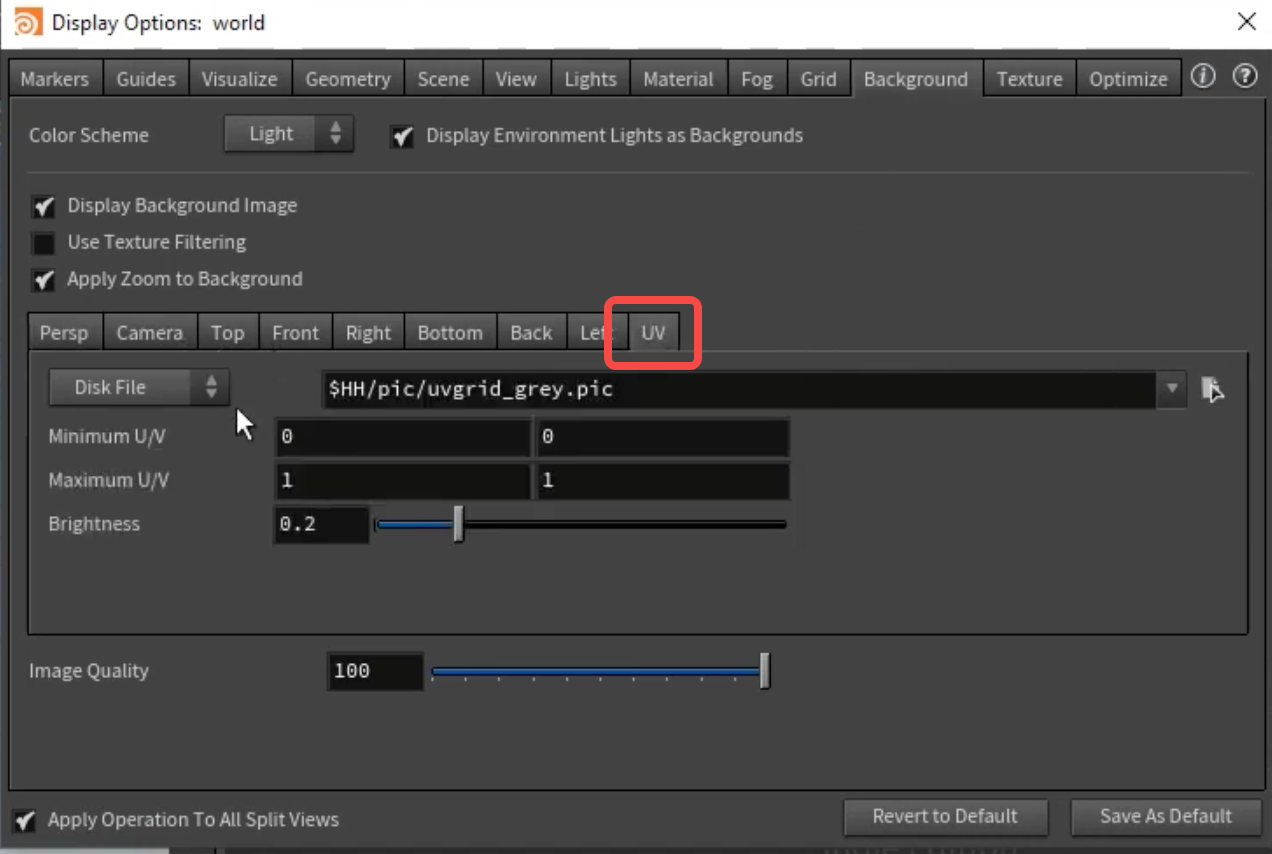 Display Options: world
Markers Guides Visualize Geometry Scene View Lights Material Fog Grid Background Texture Optimize
Color Scheme Light Display Environment Lights as Backgrounds
Display Background Image
Use Texture Filtering
Apply Zoom to Background
Persp Camera Top Front Right Bottom Back UV
Disk File $HH/pic/uvgrid_grey.pic
Minimum U/V 0 0
Maximum U/V 1 1
Brightness 0.2
Image Quality 100
Apply Operation To All Split Views Revert to Default Save As Default